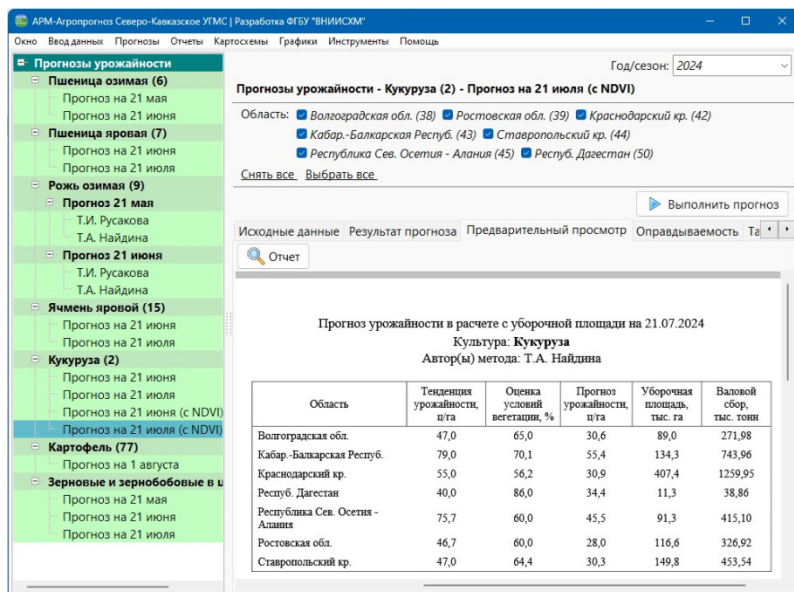 АРМ-Агропрогноз Северо-Кавказское УГМС | Разработка ФГБУ "ВНИИСХМ"
Окно Ввод данных Прогнозы Отчеты Картосхемы Графики Инструменты Помощь
Прогнозы урожайности
Пшеница озимая (6)
Прогноз на 21 мая
Прогноз на 21 июня
Пшеница яровая (7)
Прогноз на 21 июня
Прогноз на 21 июля
Рожь озимая (9)
Прогноз 21 мая
Т.И. Русакова
Т.А. Найдина
Прогноз 21 июня
Т.И. Русакова
Т.А. Найдина
Ячмень яровой (15)
Прогноз на 21 июня
Прогноз на 21 июля
Кукуруза (2)
Прогноз на 21 июня
Прогноз на 21 июля
Прогноз на 21 июня (с NDVI)
Прогноз на 21 июля (с NDVI)
Картофель (77)
Прогноз на 1 августа
Зерновые и зернобобовые в ц
Прогноз на 21 мая
Прогноз на 21 июня
Прогноз на 21 июля
Год/сезон: 2024
Прогнозы урожайности - Кукуруза (2) - Прогноз на 21 июля (с NDVI)
Область: Волгоградская обл. (38) Ростовская обл. (39) Краснодарский кр. (42)
Кабар.-Балкарская Респуб. (43) Ставропольский кр. (44)
Республика Сев. Осетия - Алания (45) Респуб. Дагестан (50)
Снять все Выбрать все
Выполнить прогноз
Исходные данные Результат прогноза Предварительный просмотр Оправдываемость Та
Отчет
Прогноз урожайности в расчете с уборочной площади на 21.07.2024
Культура: Кукуруза
Автор(ы) метода: Т.А. Найдина
Область
Тенденция
урожайности,
ц/га
Оценка
условий
вегетации, %
Прогноз
урожайности,
ц/га
Уборочная
площадь,
тыс. га
Валовой
сбор,
тыс. тонн
Волгоградская обл. 47,0 65,0 30,6 89,0 271,98
Кабар.-Балкарская Респуб. 79,0 70,1 55,4 134,3 743,96
Краснодарский кр. 55,0 56,2 30,9 407,4 1259,95
Респуб. Дагестан 40,0 86,0 34,4 11,3 38,86
Республика Сев. Осетия -
Алания 75,7 60,0 45,5 91,3 415,10
Ростовская обл. 46,7 60,0 28,0 116,6 326,92
Ставропольский кр. 47,0 64,4 30,3 149,8 453,54